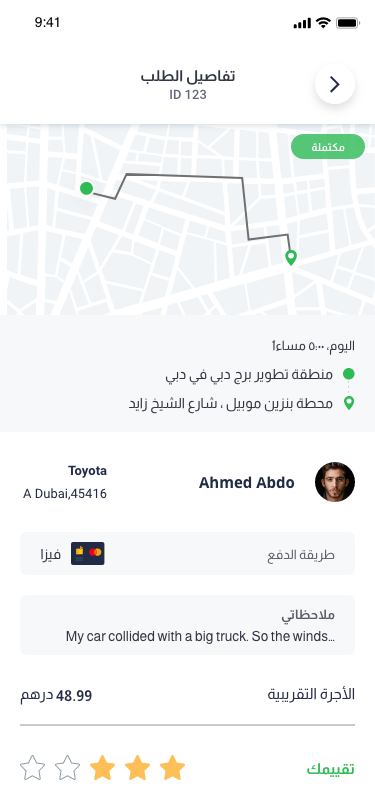 9:41
تفاصيل الطلب
ID 123
مكتملة
اليوم، ٥:٠٠ مساءًا
منطقة تطوير برج دبي في دبي
محطة بنزين موبيل ، شارع الشيخ زايد
Ahmed Abdo
Toyota
A Dubai,45416
طريقة الدفع
فيزا
ملاحظاتي
My car collided with a big truck. So the winds...
الأجرة التقريبية
48.99 درهم
تقييمك